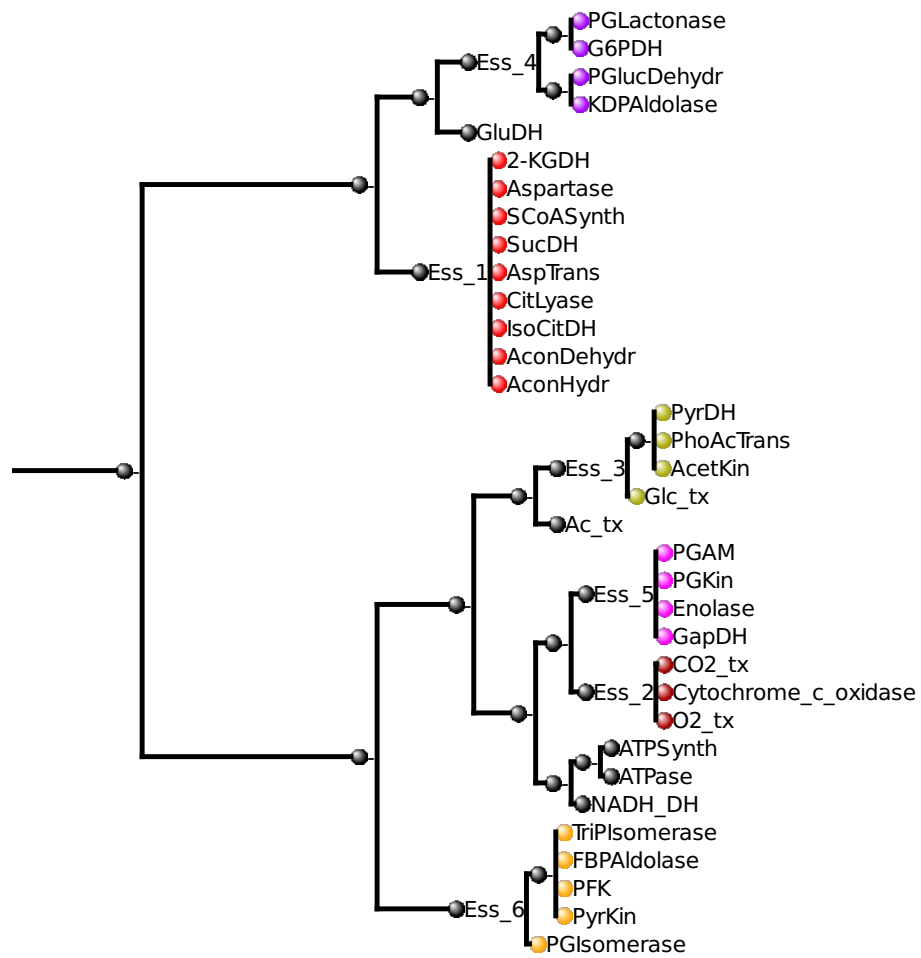 PGLactonase
G6PDH
Ess_4
PGlucDehydr
KDPAldolase
GluDH
2-KGDH
Aspartase
SCoASynth
SucDH
Ess_1
AspTrans
CitLyase
IsoCitDH
AconDehydr
AconHydr
PyrDH
PhoAcTrans
Ess_3
AcetKin
Glc_tx
Ac_tx
PGAM
PGKin
Ess_5
Enolase
GapDH
CO2_tx
Ess_2
Cytochrome_c_oxidase
O2_tx
ATPSynth
ATPase
NADH_DH
TriPIsomerase
FBPAldolase
PFK
Ess_6
PyrKin
PGIsomerase